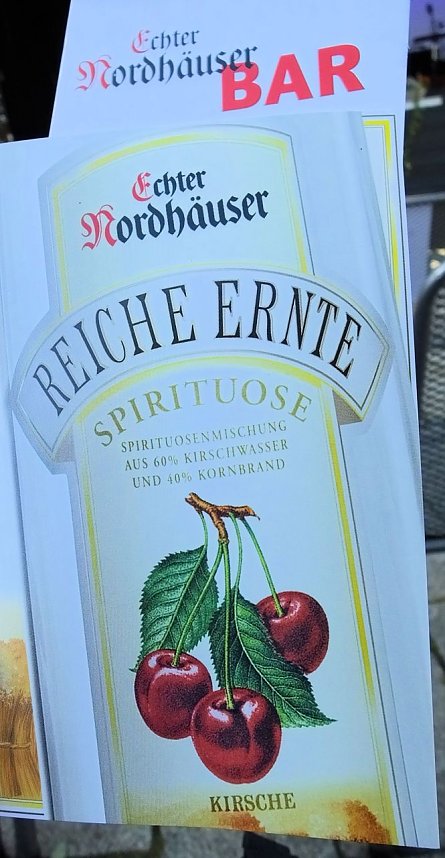 Echter
Nordhäuser
BAR
Echter
Nordhäuser
REICHE ERNTE
SPIRITUOSE
SPIRITUOSENMISCHUNG
AUS 60% KIRSCHWASSER
UND 40% KORNBRAND
KIRSCHE